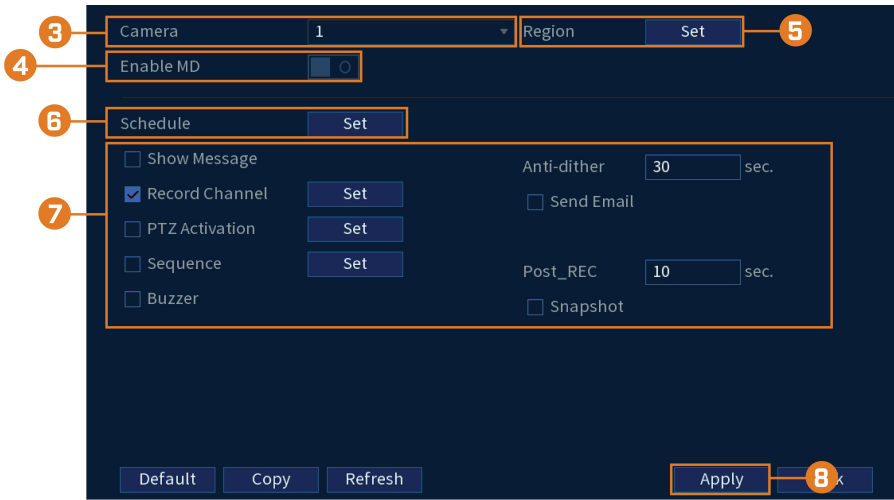 3 Camera 1 Region Set 5
4 Enable MD
6 Schedule Set
Show Message
Anti-dither 30 sec.
Record Channel Set
Send Email
7
PTZ Activation Set
Sequence Set
Post_REC 10 sec.
Buzzer
Snapshot
Default Copy Refresh Apply 8 k